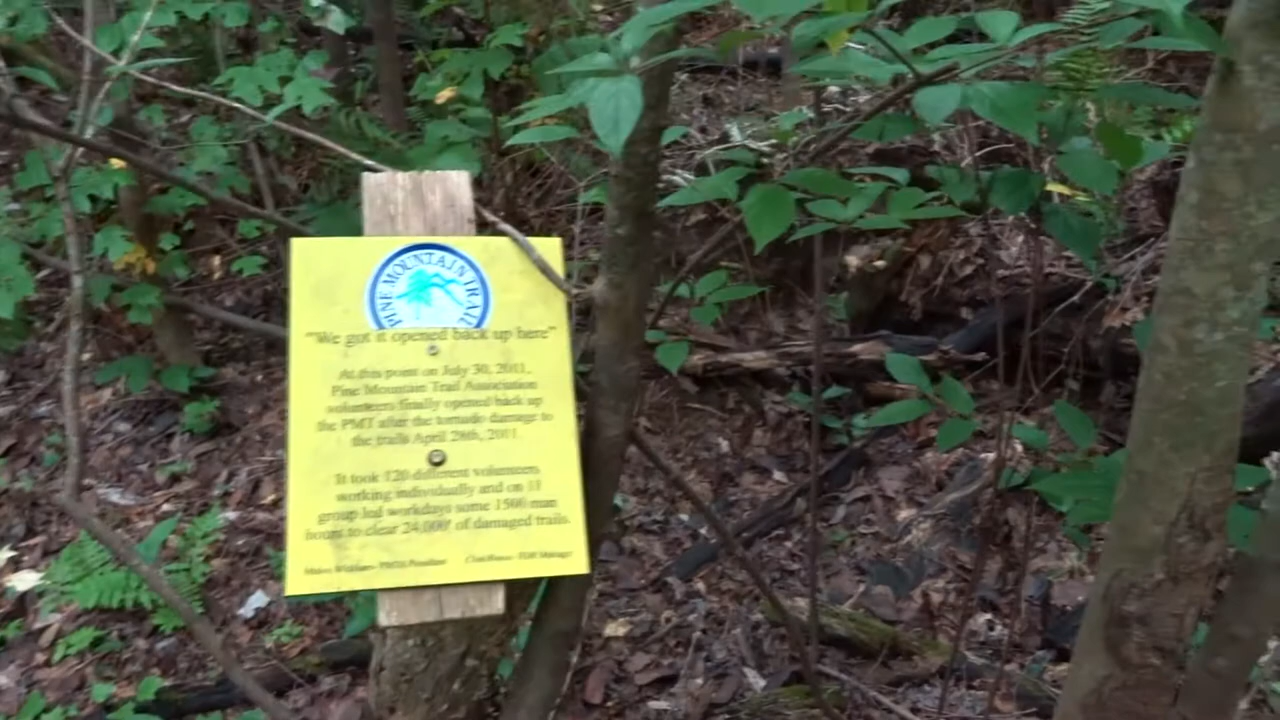 PINE MOUNTAIN TRAIL
"We got it opened back up here"
At this point on July 30, 2011,
Pine Mountain Trail Association
volunteers finally opened back up
the PMT after the tornado damage to
the trails April 28th, 2011
It took 120 different volunteers
working individually and on 11
group led workdays some 1500 man
hours to clear 24,000' of damaged trails.